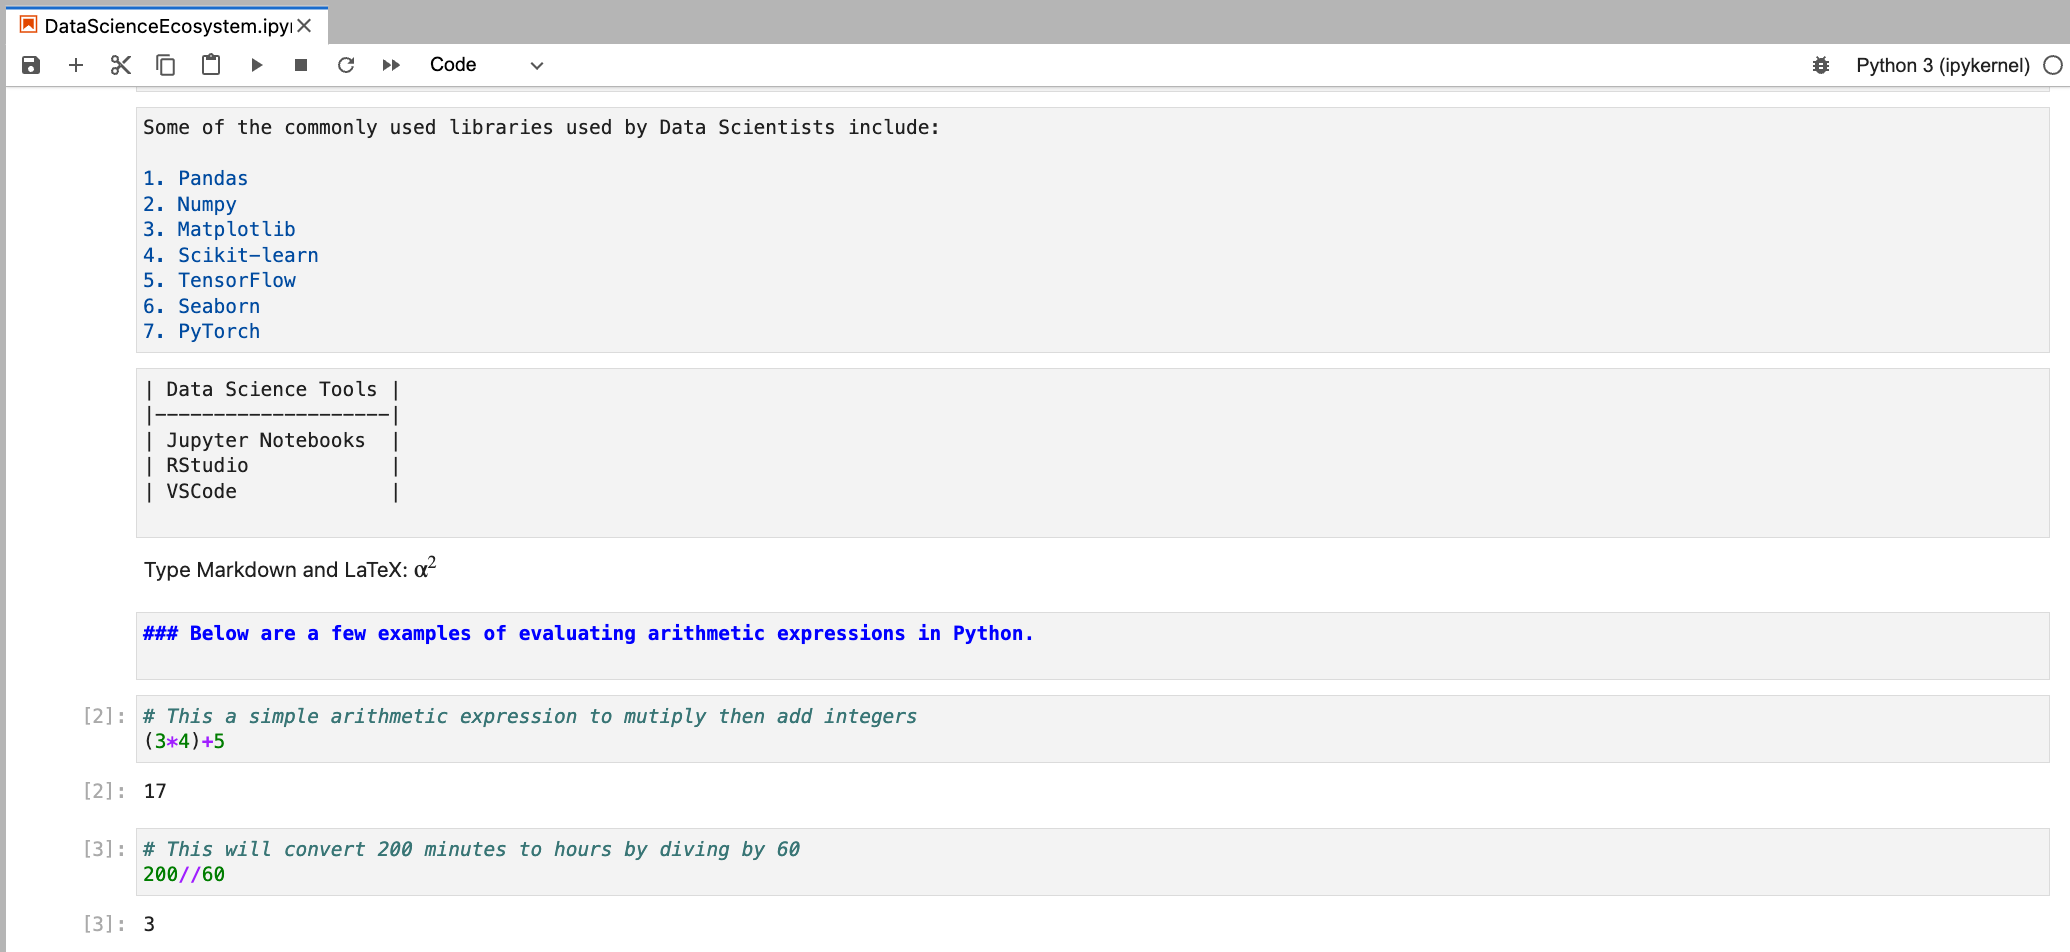 DataScienceEcosystem.ipy
Code
Python 3 (ipykernel)
Some of the commonly used libraries used by Data Scientists include:
1. Pandas
2. Numpy
3. Matplotlib
4. Scikit-learn
5. TensorFlow
6. Seaborn
7. PyTorch
| Data Science Tools |
|--------------------|
| Jupyter Notebooks  |
| RStudio            |
| VSCode             |
Type Markdown and LaTeX: α²
### Below are a few examples of evaluating arithmetic expressions in Python.
[2]: # This a simple arithmetic expression to mutiply then add integers
(3*4)+5
[2]: 17
[3]: # This will convert 200 minutes to hours by diving by 60
200//60
[3]: 3